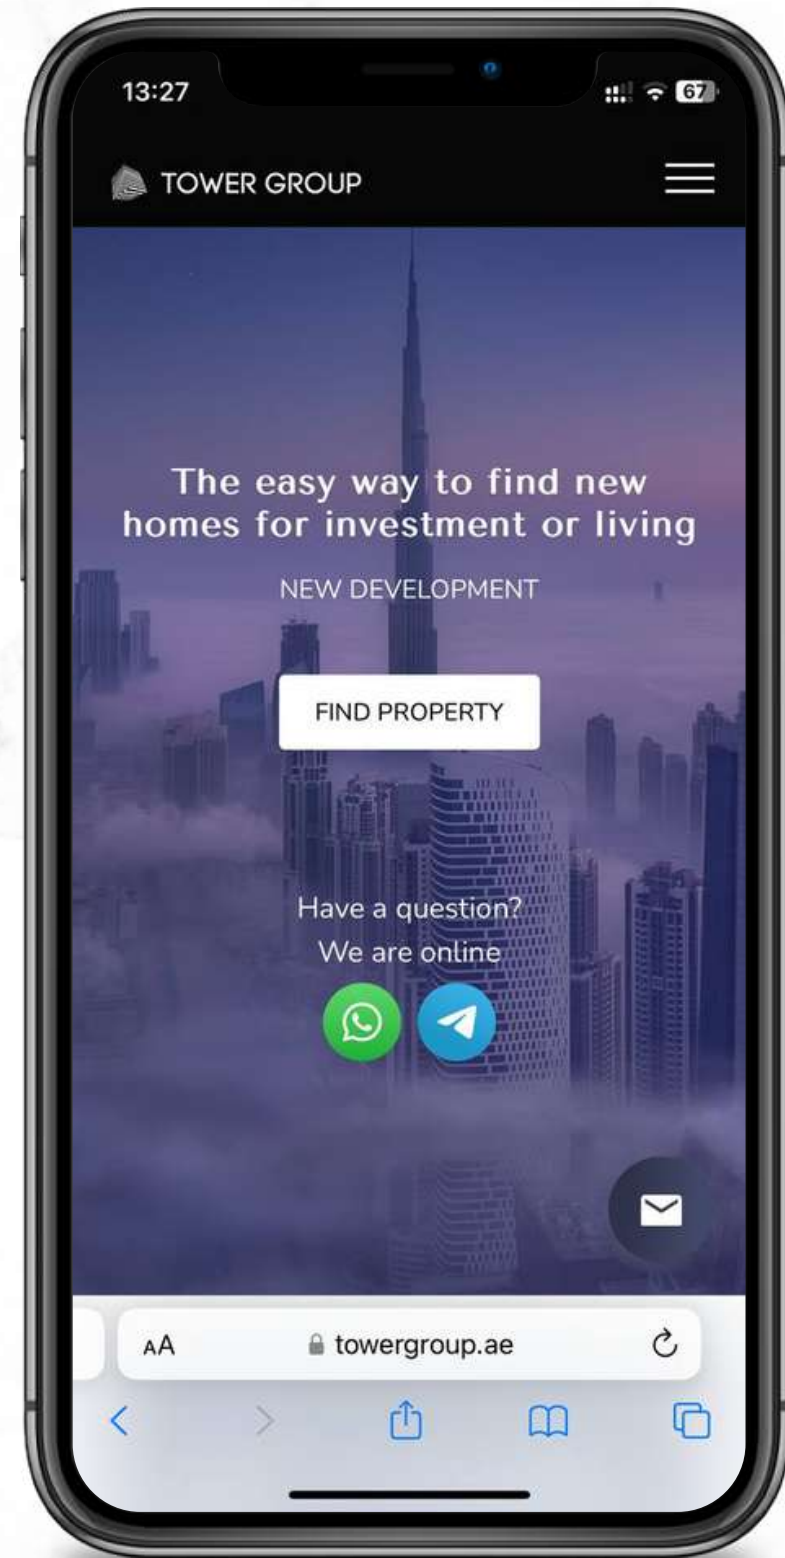 13:27
67
TOWER GROUP
The easy way to find new
homes for investment or living
NEW DEVELOPMENT
FIND PROPERTY
Have a question?
We are online
AA
towergroup.ae